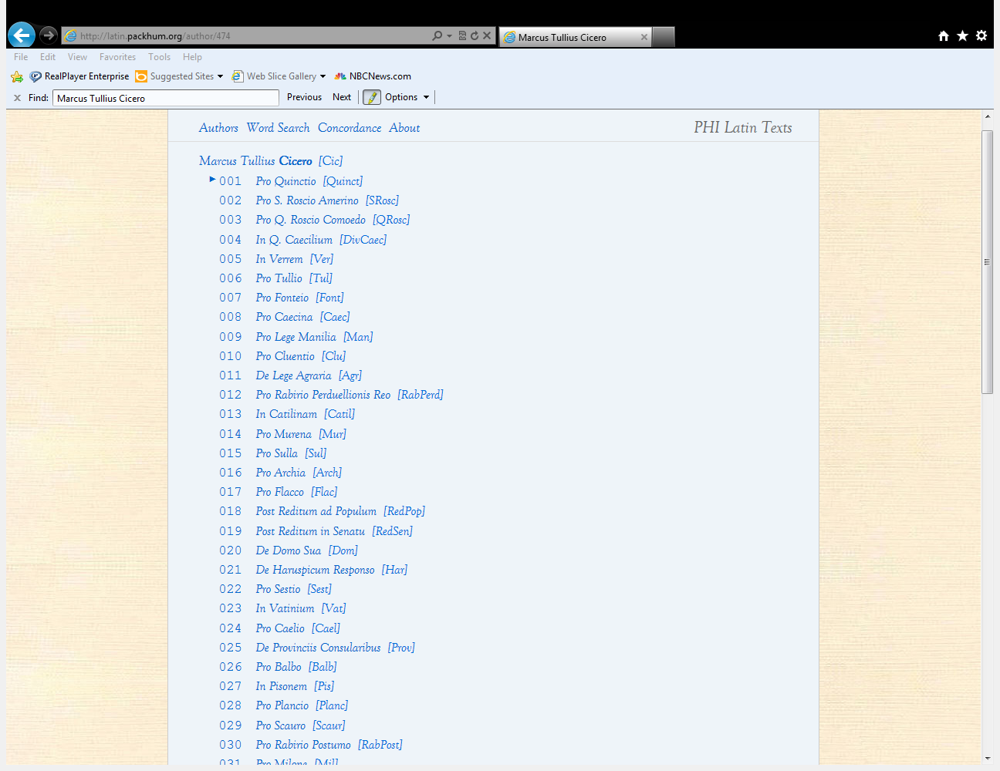 http://latin.packhum.org/author/474
Marcus Tullius Cicero
File Edit View Favorites Tools Help
RealPlayer Enterprise Suggested Sites Web Slice Gallery NBCNews.com
Find: Marcus Tullius Cicero Previous Next Options
Authors Word Search Concordance About PHI Latin Texts
Marcus Tullius Cicero [Cic]
001 Pro Quinctio [Quinct]
002 Pro S. Roscio Amerino [SRosc]
003 Pro Q. Roscio Comoedo [QRosc]
004 In Q. Caecilium [DivCaec]
005 In Verrem [Ver]
006 Pro Tullio [Tul]
007 Pro Fonteio [Font]
008 Pro Caecina [Caec]
009 Pro Lege Manilia [Man]
010 Pro Cluentio [Clu]
011 De Lege Agraria [Agr]
012 Pro Rabirio Perduellionis Reo [RabPerd]
013 In Catilinam [Catil]
014 Pro Murena [Mur]
015 Pro Sulla [Sul]
016 Pro Archia [Arch]
017 Pro Flacco [Flac]
018 Post Reditum ad Populum [RedPop]
019 Post Reditum in Senatu [RedSen]
020 De Domo Sua [Dom]
021 De Haruspicum Responso [Har]
022 Pro Sestio [Sest]
023 In Vatinium [Vat]
024 Pro Caelio [Cael]
025 De Provinciis Consularibus [Prov]
026 Pro Balbo [Balb]
027 In Pisonem [Pis]
028 Pro Plancio [Planc]
029 Pro Scauro [Scaur]
030 Pro Rabirio Postumo [RabPost]
031 Pro Milone [Mil]